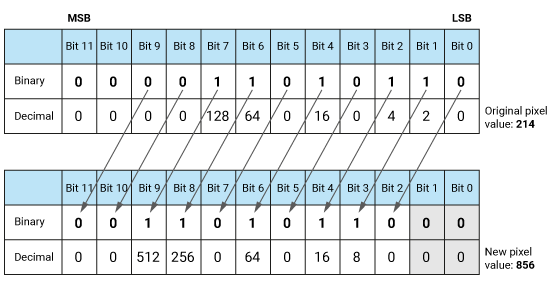 MSB LSB
Bit 11 Bit 10 Bit 9 Bit 8 Bit 7 Bit 6 Bit 5 Bit 4 Bit 3 Bit 2 Bit 1 Bit 0
Binary 0 0 0 0 1 1 0 1 0 1 1 0
Decimal 0 0 0 0 128 64 0 16 0 4 2 0
Original pixel
value: 214
Bit 11 Bit 10 Bit 9 Bit 8 Bit 7 Bit 6 Bit 5 Bit 4 Bit 3 Bit 2 Bit 1 Bit 0
Binary 0 0 1 1 0 1 0 1 1 0 0 0
Decimal 0 0 512 256 0 64 0 16 8 0 0 0
New pixel
value: 856